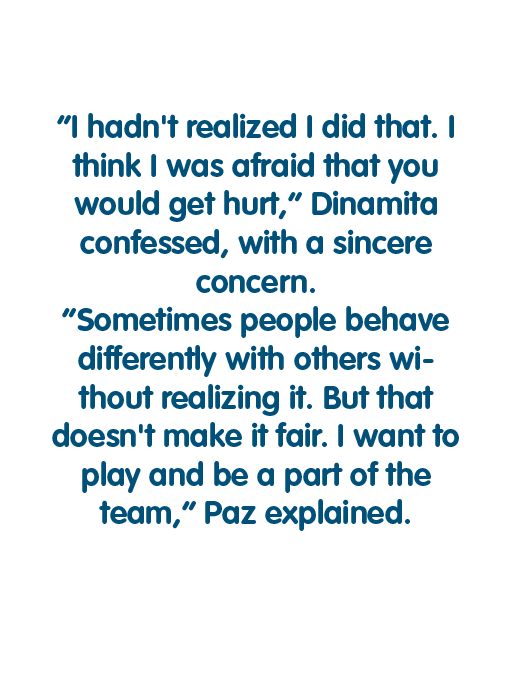 "I hadn't realized I did that. I
think I was afraid that you
would get hurt," Dinamita
confessed, with a sincere
concern.
"Sometimes people behave
differently with others wi-
thout realizing it. But that
doesn't make it fair. I want to
play and be a part of the
team," Paz explained.